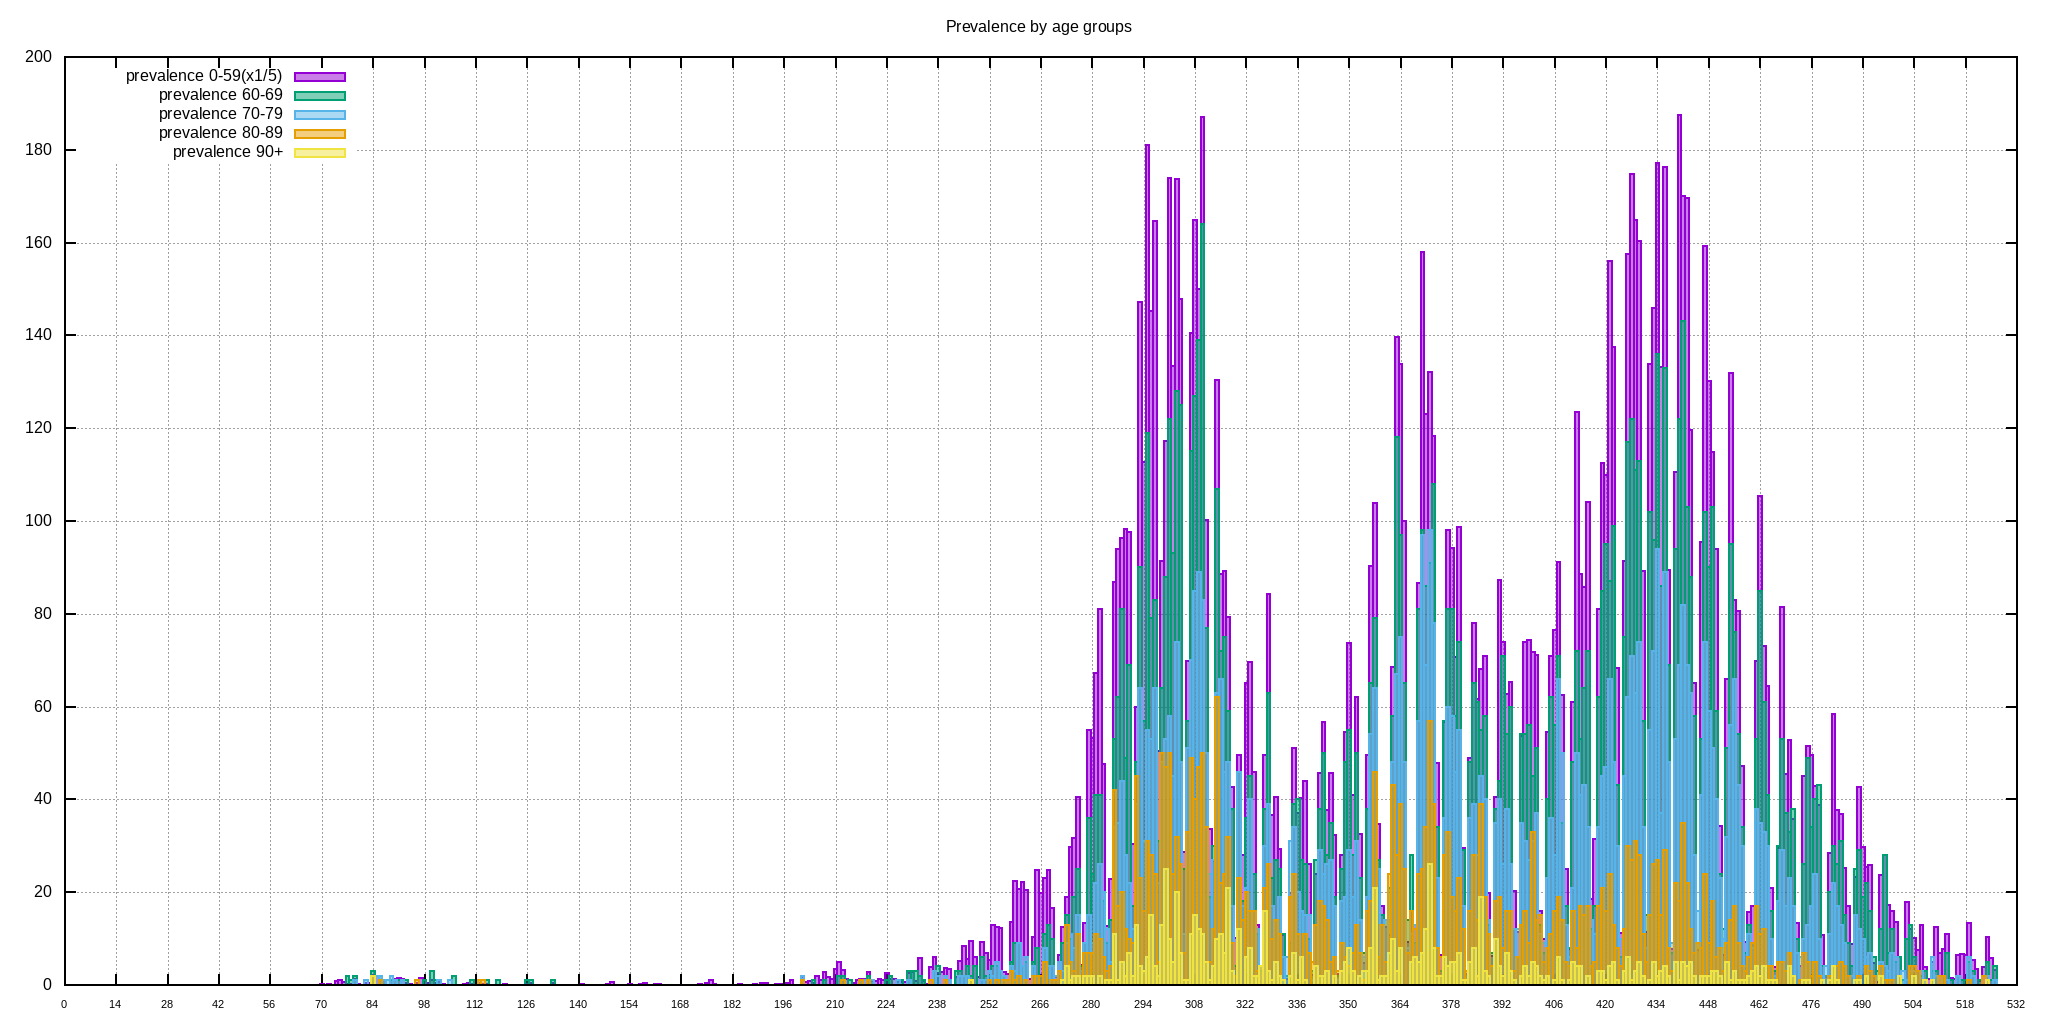 Prevalence by age groups
200
prevalence 0-59(x1/5)
prevalence 60-69
prevalence 70-79
prevalence 80-89
prevalence 90+
180
160
140
120
100
80
60
40
20
0
0 14 28 42 56 70 84 98 112 126 140 154 168 182 196 210 224 238 252 266 280 294 308 322 336 350 364 378 392 406 420 434 448 462 476 490 504 518 532